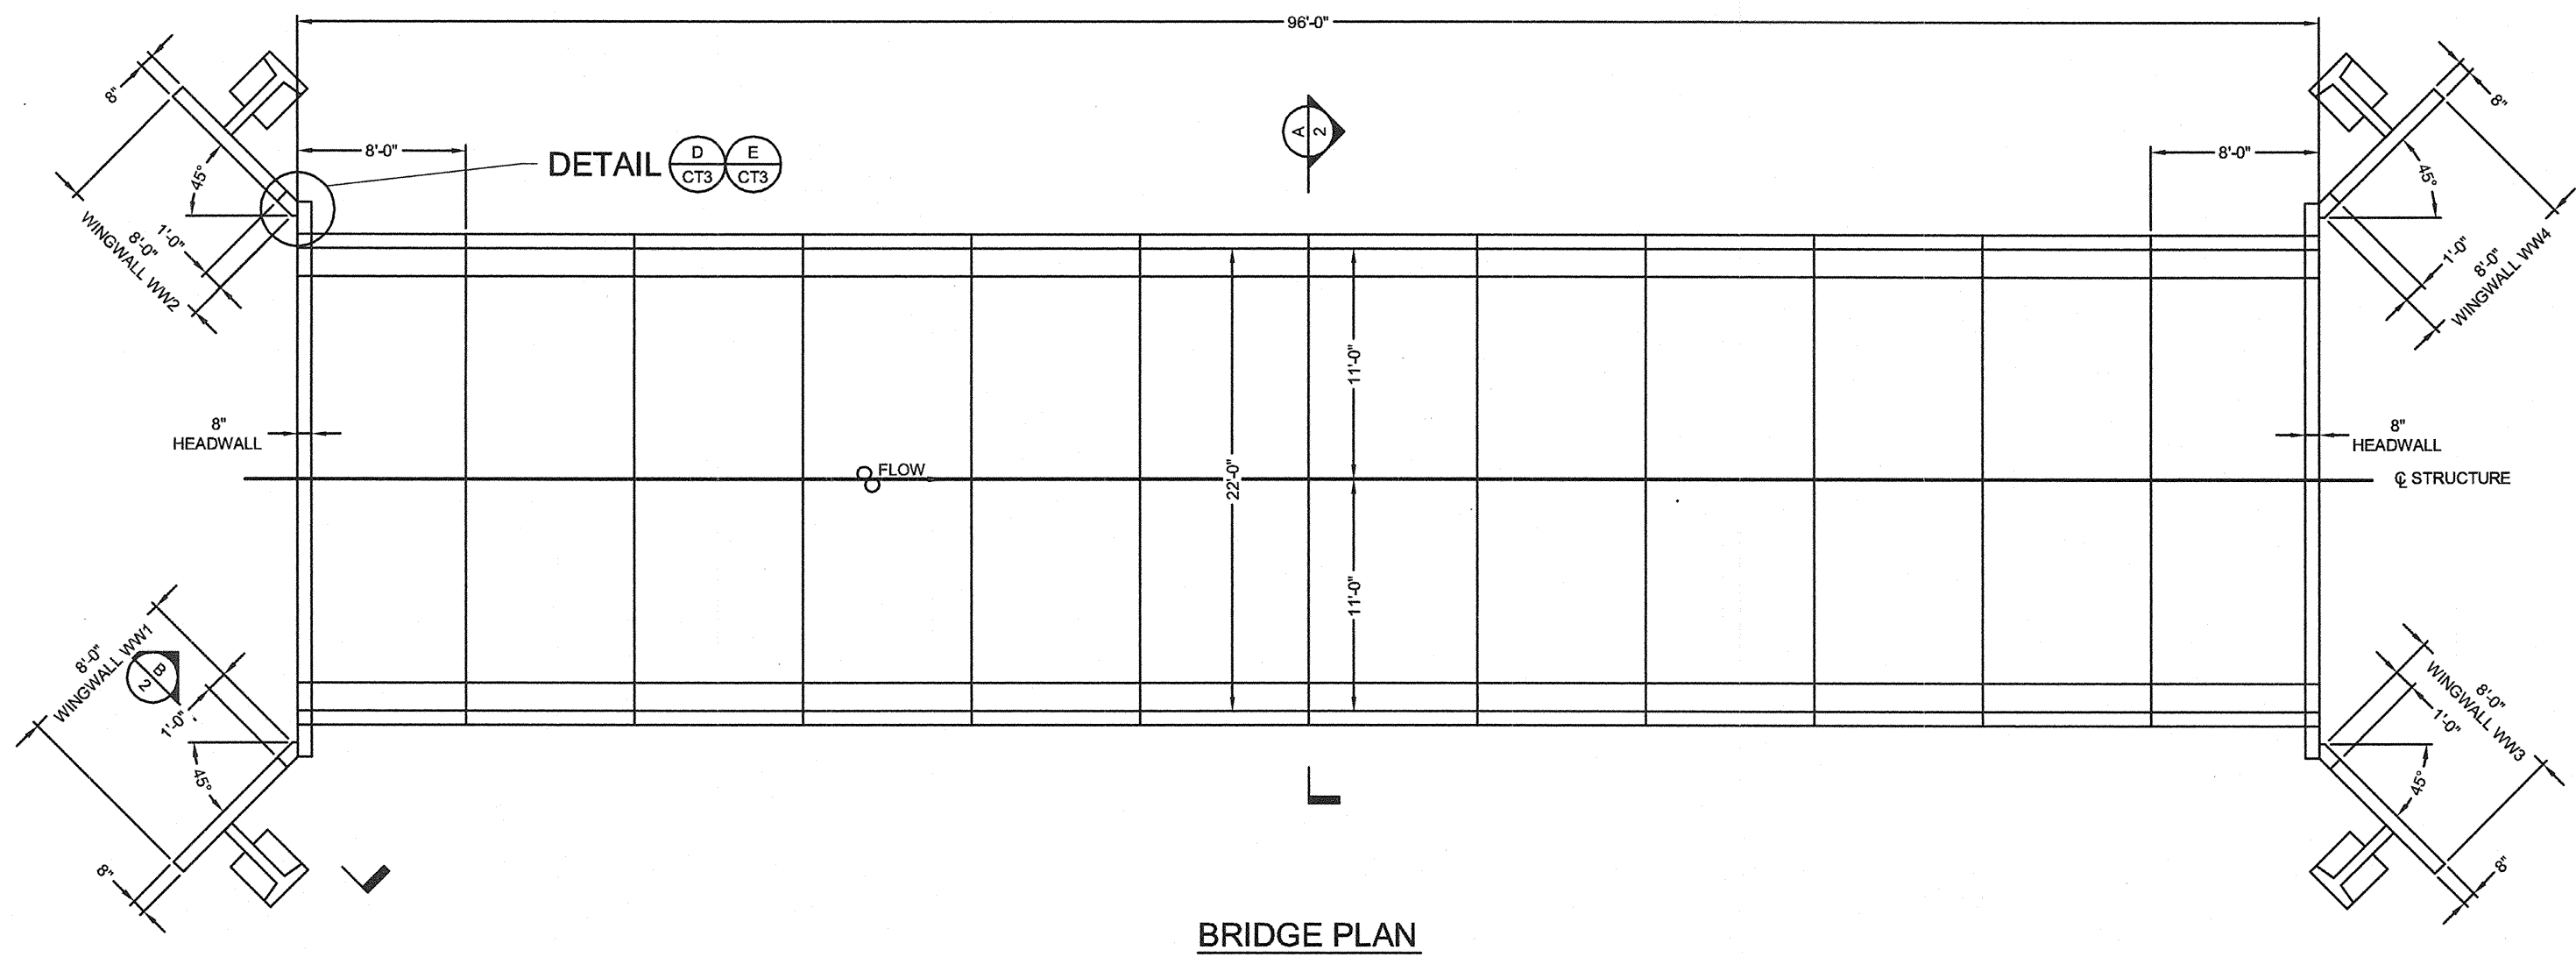 96'-0"
8"
45°
WINGWALL WW2
8'-0"
1'-0"
8'-0"
DETAIL
D
CT3
E
CT3
A
2
8'-0"
8"
45°
1'-0"
8'-0"
WINGWALL WW4
11'-0"
22'-0"
11'-0"
8"
HEADWALL
FLOW
8"
HEADWALL
℄ STRUCTURE
8'-0"
WINGWALL WW1
B
2
1'-0"
45°
8"
8'-0"
WINGWALL WW3
1'-0"
45°
8"
BRIDGE PLAN